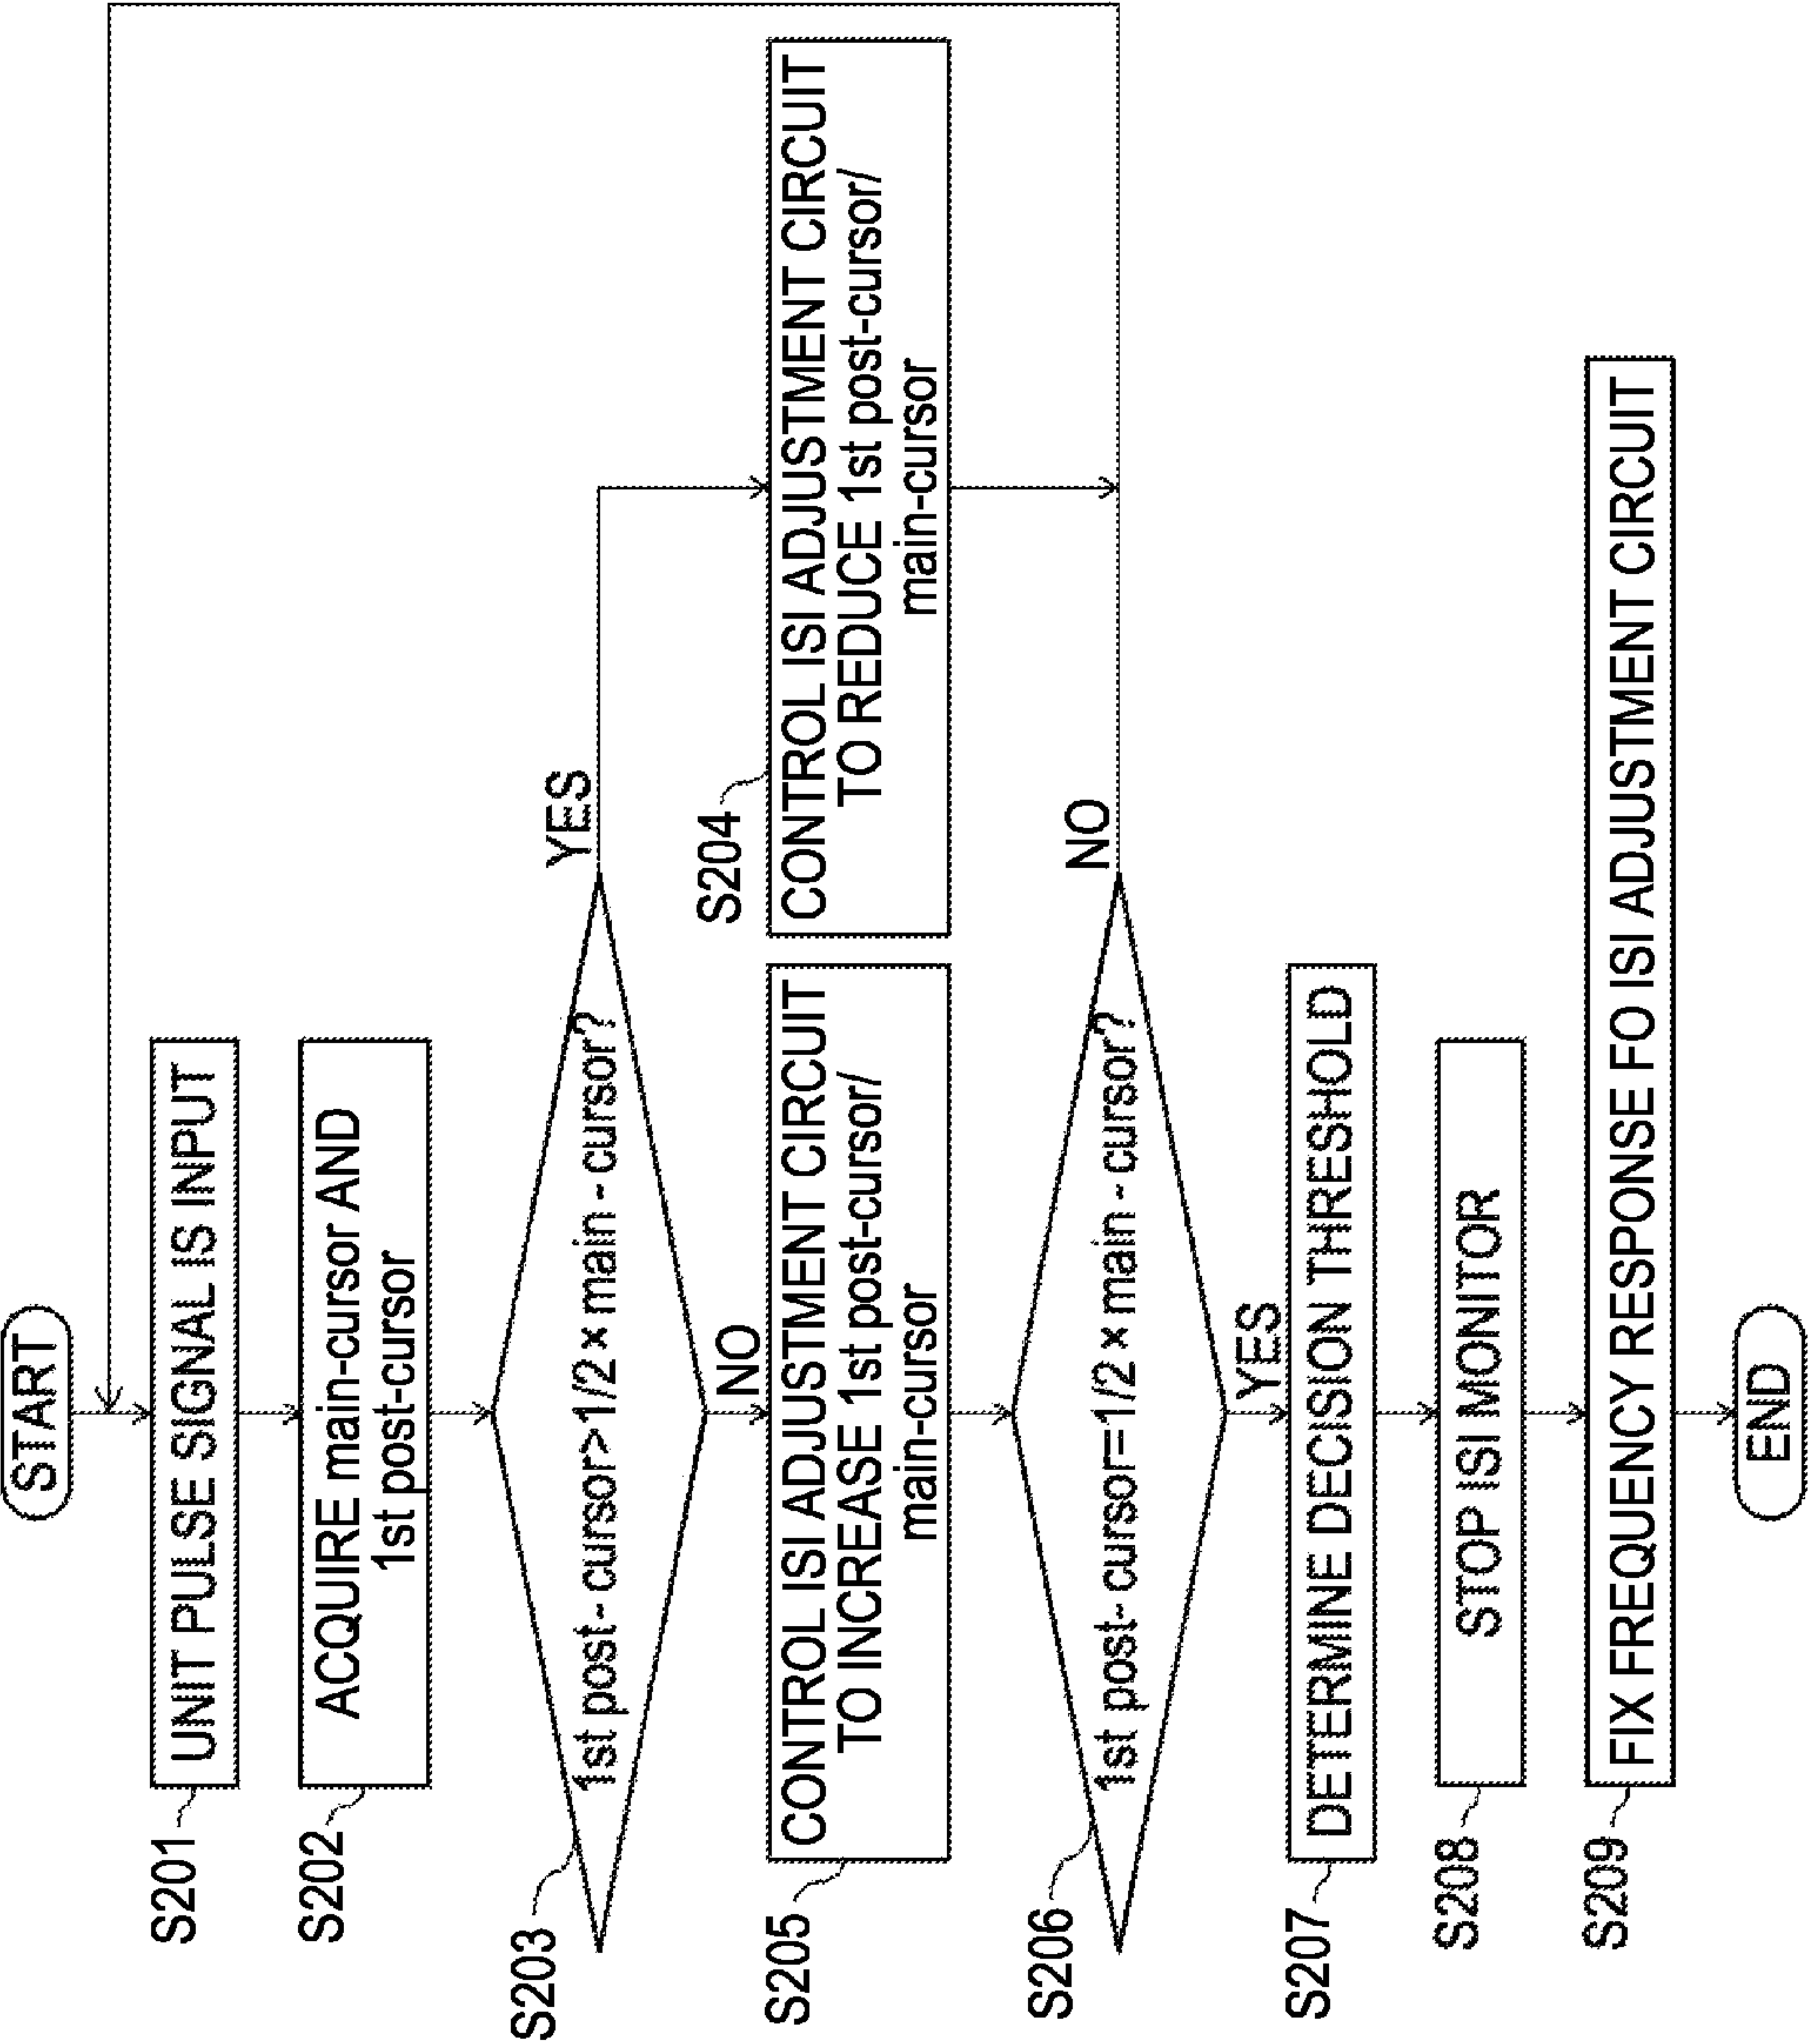 START
S201
UNIT PULSE SIGNAL IS INPUT
S202
ACQUIRE main-cursor AND
1st post-cursor
S203
1st post- cursor>1/2× main - cursor?
YES
NO
S204
CONTROL ISI ADJUSTMENT CIRCUIT
TO REDUCE 1st post-cursor/
main-cursor
S205
CONTROL ISI ADJUSTMENT CIRCUIT
TO INCREASE 1st post-cursor/
main-cursor
S206
1st post- cursor=1/2× main - cursor?
NO
YES
S207
DETERMINE DECISION THRESHOLD
S208
STOP ISI MONITOR
S209
FIX FREQUENCY RESPONSE FO ISI ADJUSTMENT CIRCUIT
END